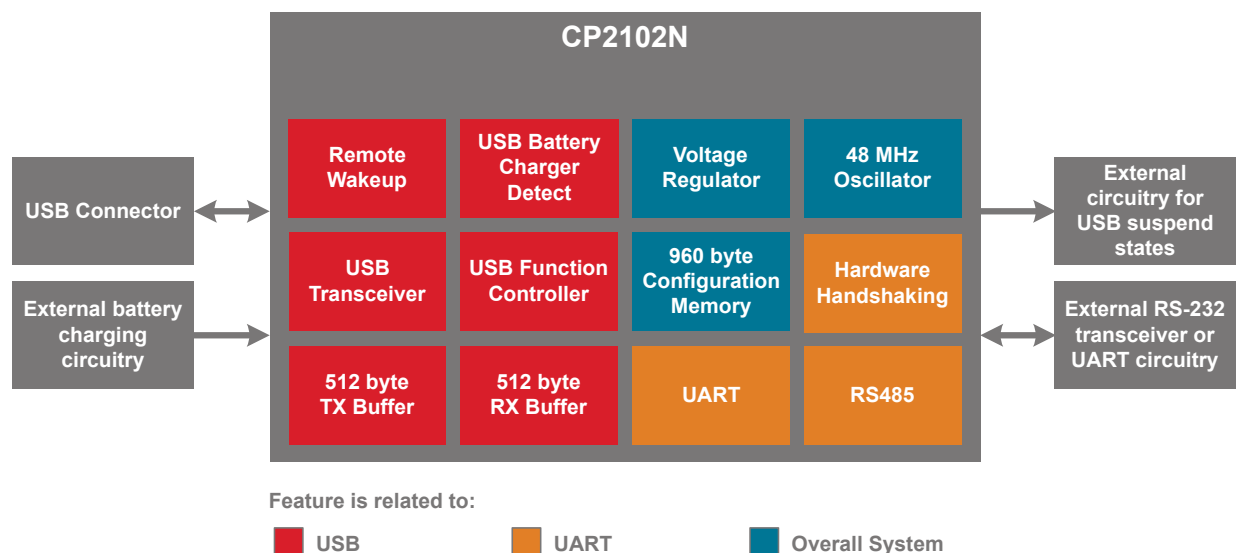 CP2102N
Remote
Wakeup
USB Battery
Charger
Detect
Voltage
Regulator
48 MHz
Oscillator
USB
Transceiver
USB Function
Controller
960 byte
Configuration
Memory
Hardware
Handshaking
512 byte
TX Buffer
512 byte
RX Buffer
UART
RS485
USB Connector
External battery
charging
circuitry
External
circuitry for
USB suspend
states
External RS-232
transceiver or
UART circuitry
Feature is related to:
USB
UART
Overall System